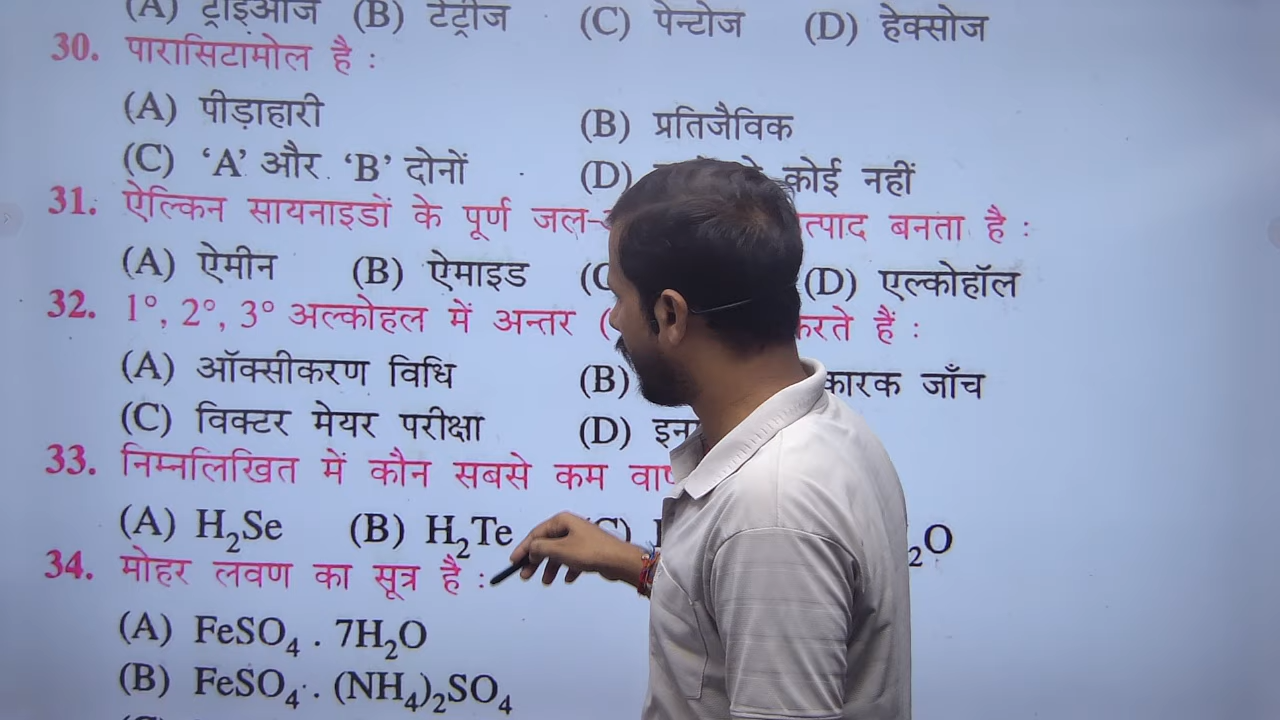 (A) ट्राइओज (B) टेट्रोज (C) पेन्टोज (D) हेक्सोज
30. पारासिटामोल है :
(A) पीड़ाहारी (B) प्रतिजैविक
(C) ‘A’ और ‘B’ दोनों (D) कोई नहीं
31. ऐल्किन सायनाइडों के पूर्ण जल- बनता है :
(A) ऐमीन (B) ऐमाइड (D) एल्कोहॉल
32. 1°, 2°, 3° अल्कोहल में अन्तर करते हैं :
(A) ऑक्सीकरण विधि (B) जाँच
(C) विक्टर मेयर परीक्षा (D)
33. निम्नलिखित में कौन सबसे कम
(A) H₂Se (B) H₂Te (C) ₂O
34. मोहर लवण का सूत्र है :
(A) FeSO₄ . 7H₂O
(B) FeSO₄ . (NH₄)₂SO₄